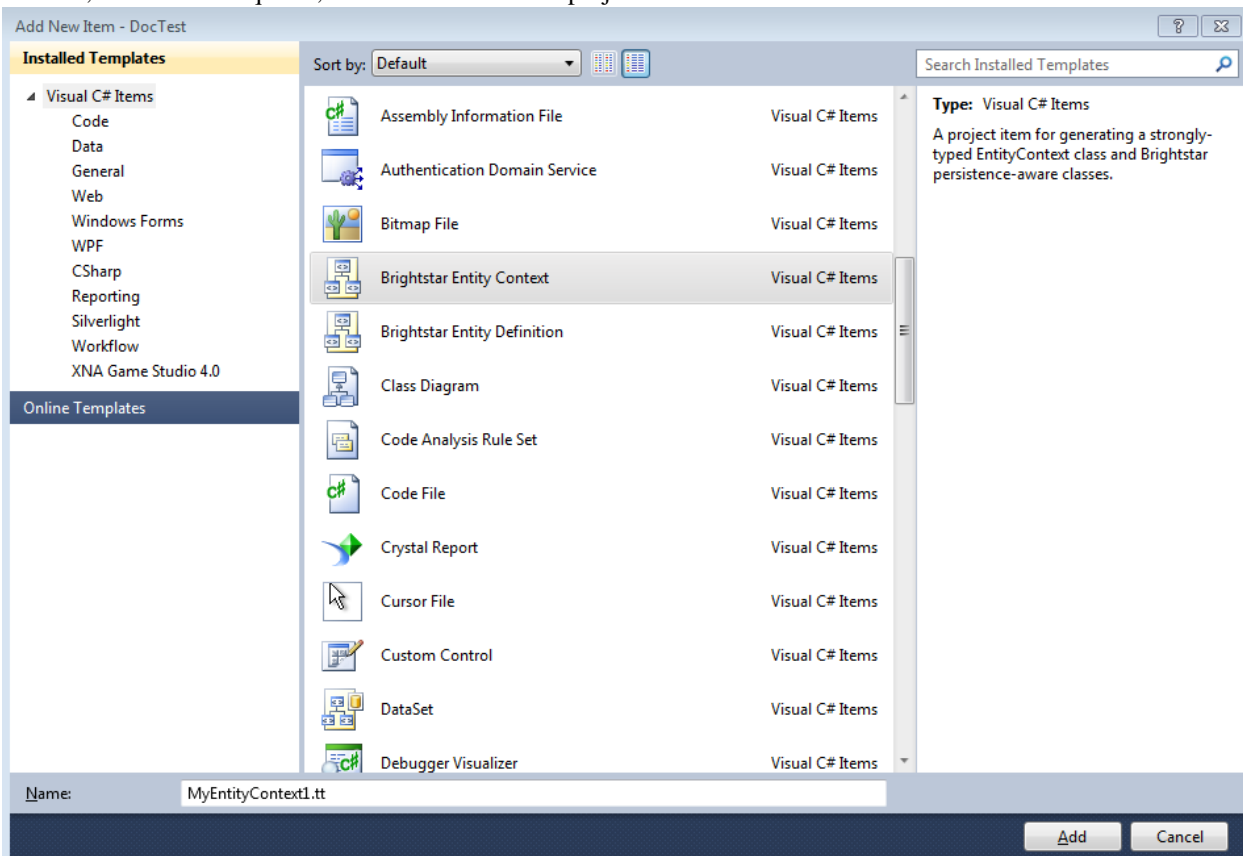 Add New Item - DocTest
Installed Templates
Sort by: Default
Search Installed Templates
Visual C# Items
Code
Data
General
Web
Windows Forms
WPF
CSharp
Reporting
Silverlight
Workflow
XNA Game Studio 4.0
Online Templates
Assembly Information File Visual C# Items
Authentication Domain Service Visual C# Items
Bitmap File Visual C# Items
Brightstar Entity Context Visual C# Items
Brightstar Entity Definition Visual C# Items
Class Diagram Visual C# Items
Code Analysis Rule Set Visual C# Items
Code File Visual C# Items
Crystal Report Visual C# Items
Cursor File Visual C# Items
Custom Control Visual C# Items
DataSet Visual C# Items
Debugger Visualizer Visual C# Items
Type: Visual C# Items
A project item for generating a strongly-
typed EntityContext class and Brightstar
persistence-aware classes.
Name: MyEntityContext1.tt
Add Cancel